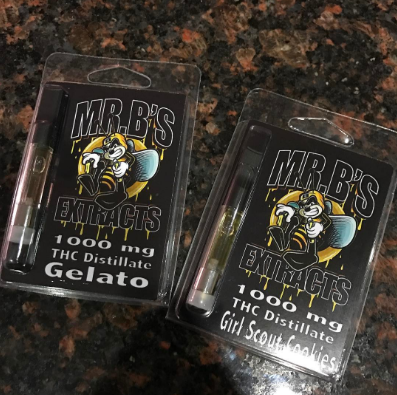 MR.B'S
EXTRACTS
1000 mg
THC Distillate
Gelato
MR.B'S
EXTRACTS
1000 mg
THC Distillate
Girl Scout Cookies